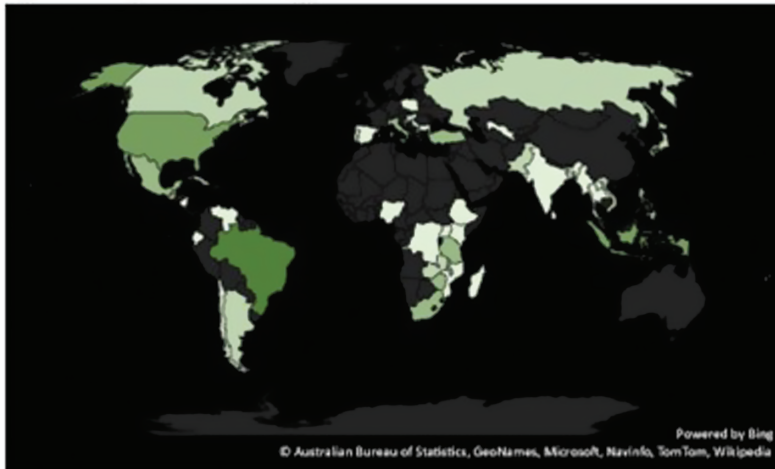 Powered by Bing
© Australian Bureau of Statistics, GeoNames, Microsoft, Navinfo, TomTom, Wikipedia